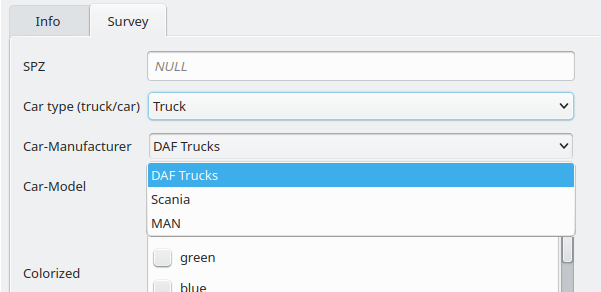 Info Survey
SPZ NULL
Car type (truck/car) Truck
Car-Manufacturer DAF Trucks
DAF Trucks
Car-Model
Scania
MAN
green
Colorized
blue